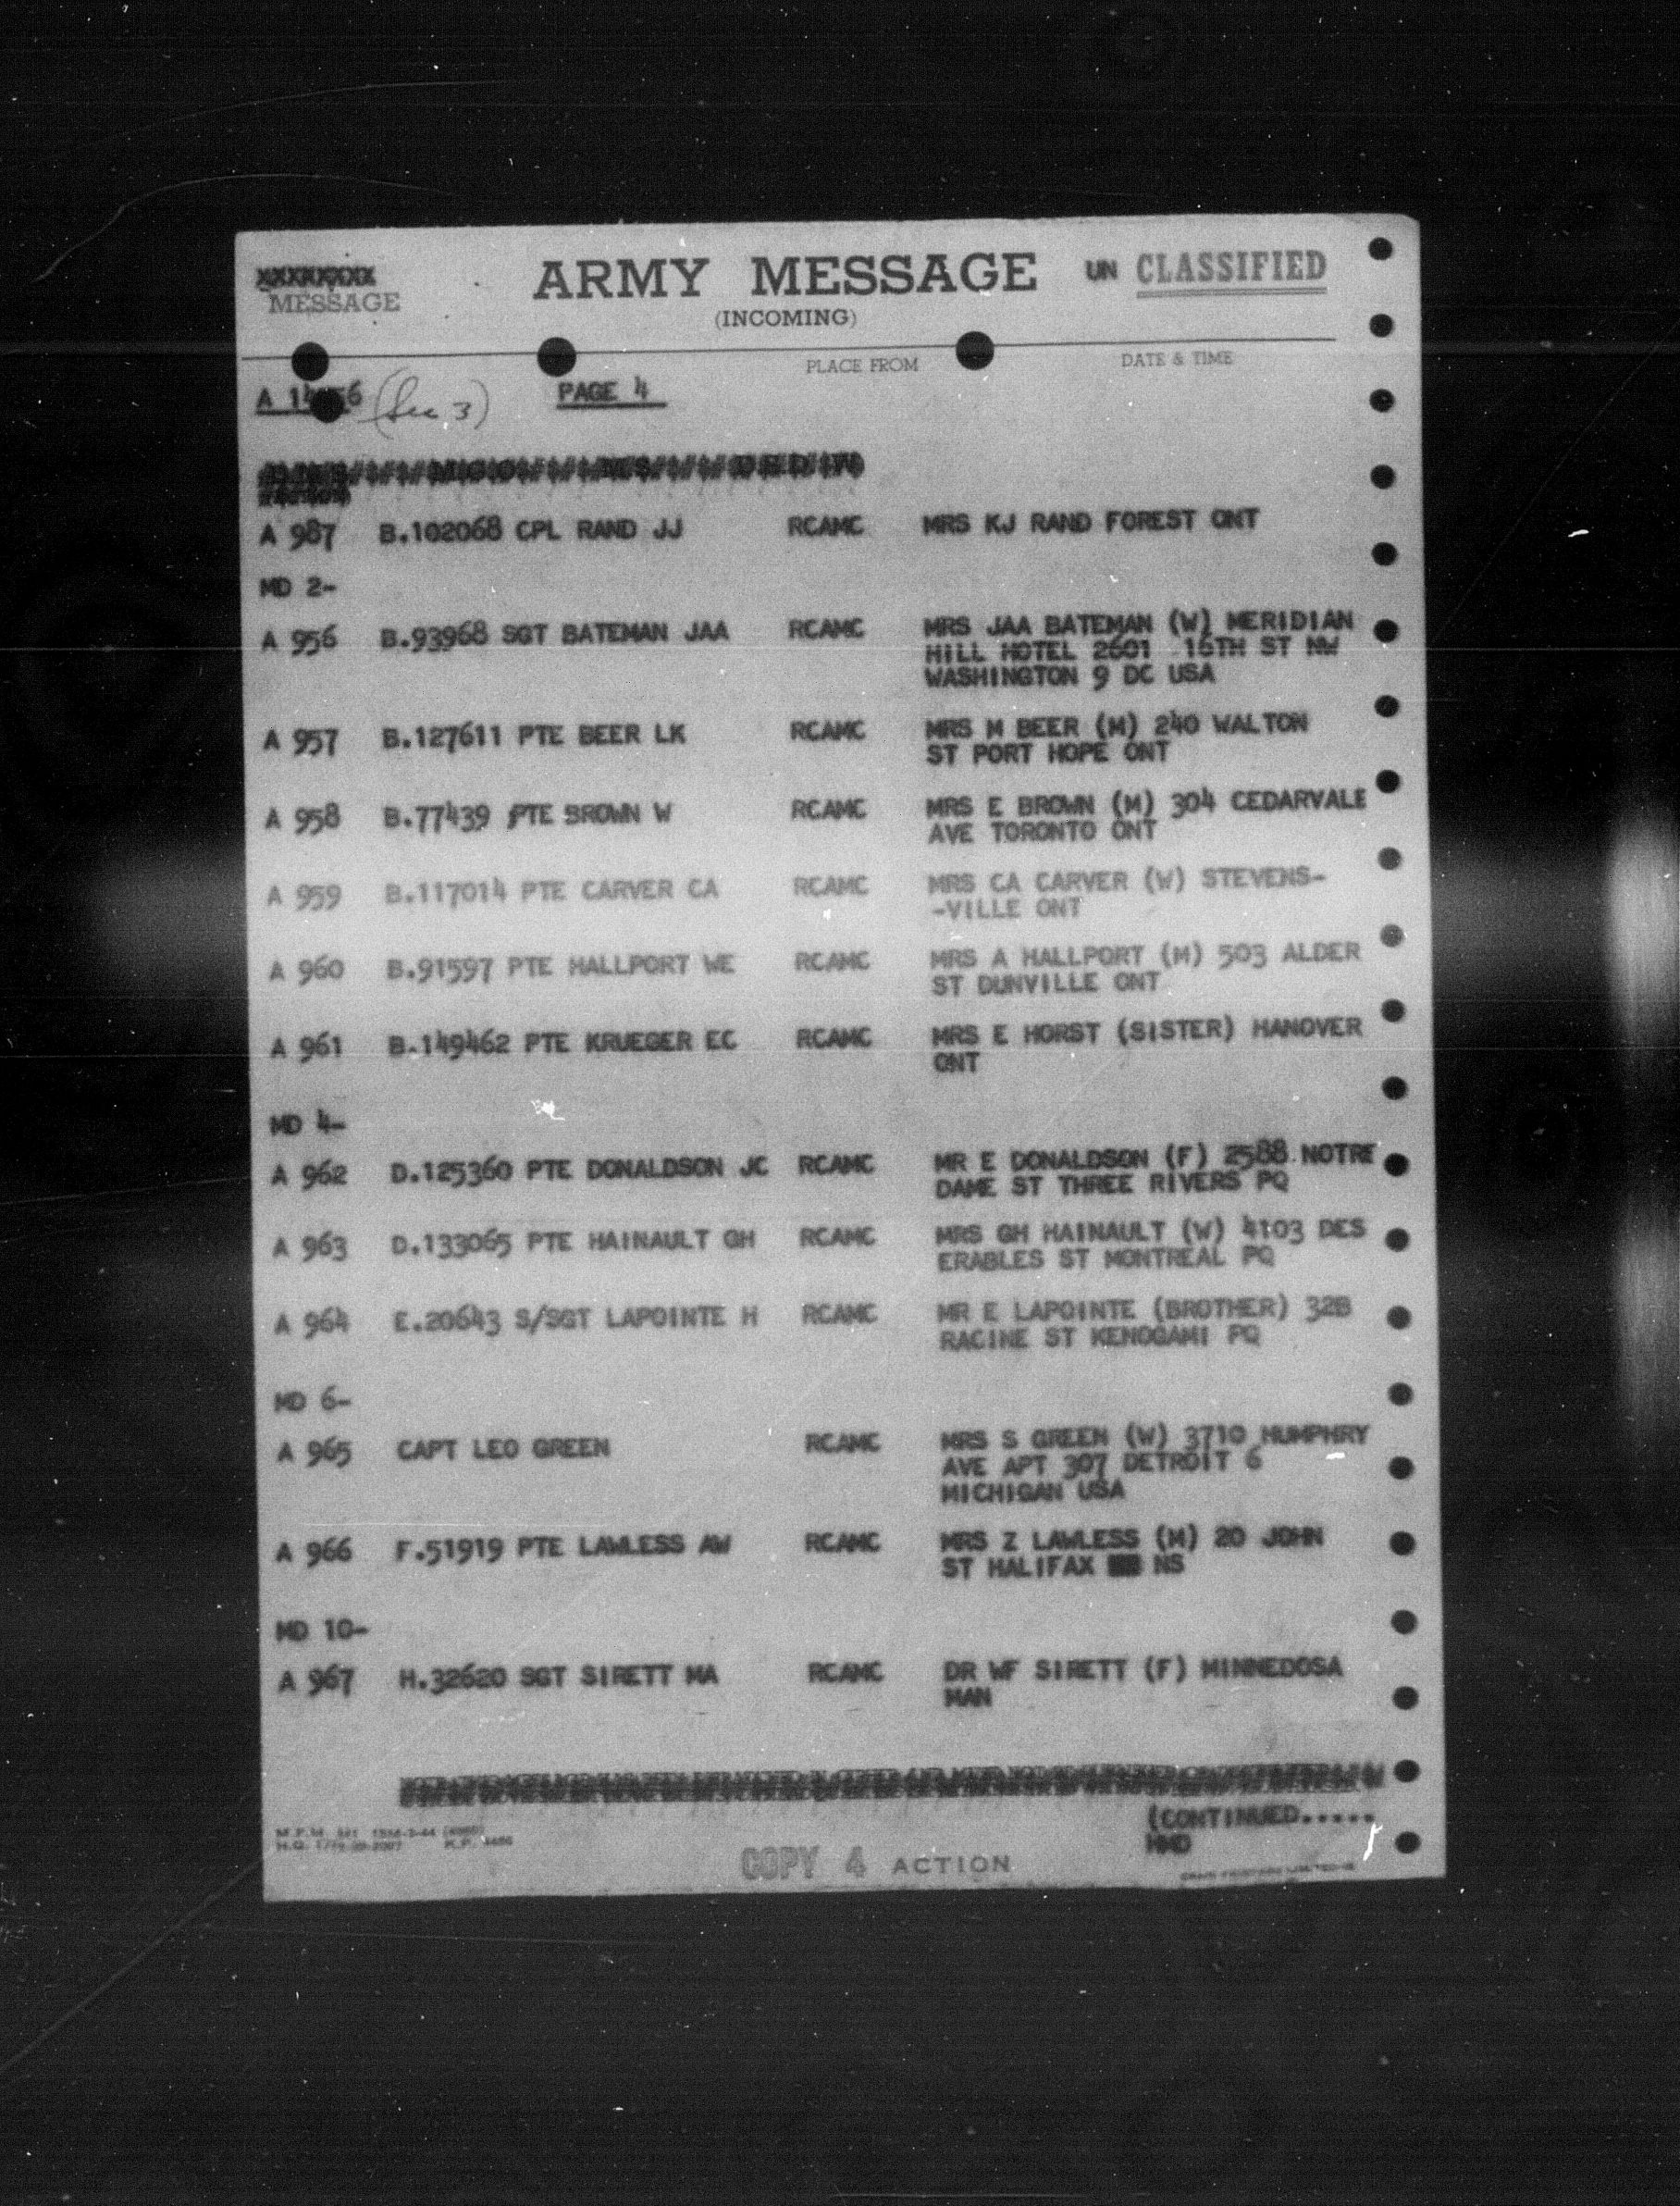 MESSAGE
ARMY MESSAGE
UN CLASSIFIED
(INCOMING)
PLACE FROM DATE & TIME
PAGE 4
A 987 B.102068 CPL RAND JJ RCAMC MRS KJ RAND FOREST ONT
MD 2-
A 956 B.93968 SGT BATEMAN JAA RCAMC MRS JAA BATEMAN (W) MERIDIAN
HILL HOTEL 2601 16TH ST NW
WASHINGTON 9 DC USA
A 957 B.127611 PTE BEER LK RCAMC MRS M BEER (M) 240 WALTON
ST PORT HOPE ONT
A 958 B.77439 PTE BROWN W RCAMC MRS E BROWN (M) 304 CEDARVALE
AVE TORONTO ONT
A 959 B.117014 PTE CARVER CA RCAMC MRS CA CARVER (W) STEVENS-
-VILLE ONT
A 960 B.91597 PTE HALLPORT WE RCAMC MRS A HALLPORT (M) 503 ALDER
ST DUNVILLE ONT
A 961 B.149462 PTE KRUEGER EC RCAMC MRS E HORST (SISTER) HANOVER
ONT
MD 4-
A 962 D.125360 PTE DONALDSON JC RCAMC MR E DONALDSON (F) 2588 NOTRE
DAME ST THREE RIVERS PQ
A 963 D.133065 PTE HAINAULT GH RCAMC MRS GH HAINAULT (W) 4103 DES
ERABLES ST MONTREAL PQ
A 964 E.20643 S/SGT LAPOINTE H RCAMC MR E LAPOINTE (BROTHER) 32B
RACINE ST KENOGAMI PQ
MD 6-
A 965 CAPT LEO GREEN RCAMC MRS S GREEN (W) 3710 HUMPHRY
AVE APT 307 DETROIT 6
MICHIGAN USA
A 966 F.51919 PTE LAWLESS AW RCAMC MRS Z LAWLESS (M) 20 JOHN
ST HALIFAX NS
MD 10-
A 967 H.32620 SGT SIRETT MA RCAMC DR WF SIRETT (F) MINNEDOSA
MAN
(CONTINUED.....
COPY 4 ACTION